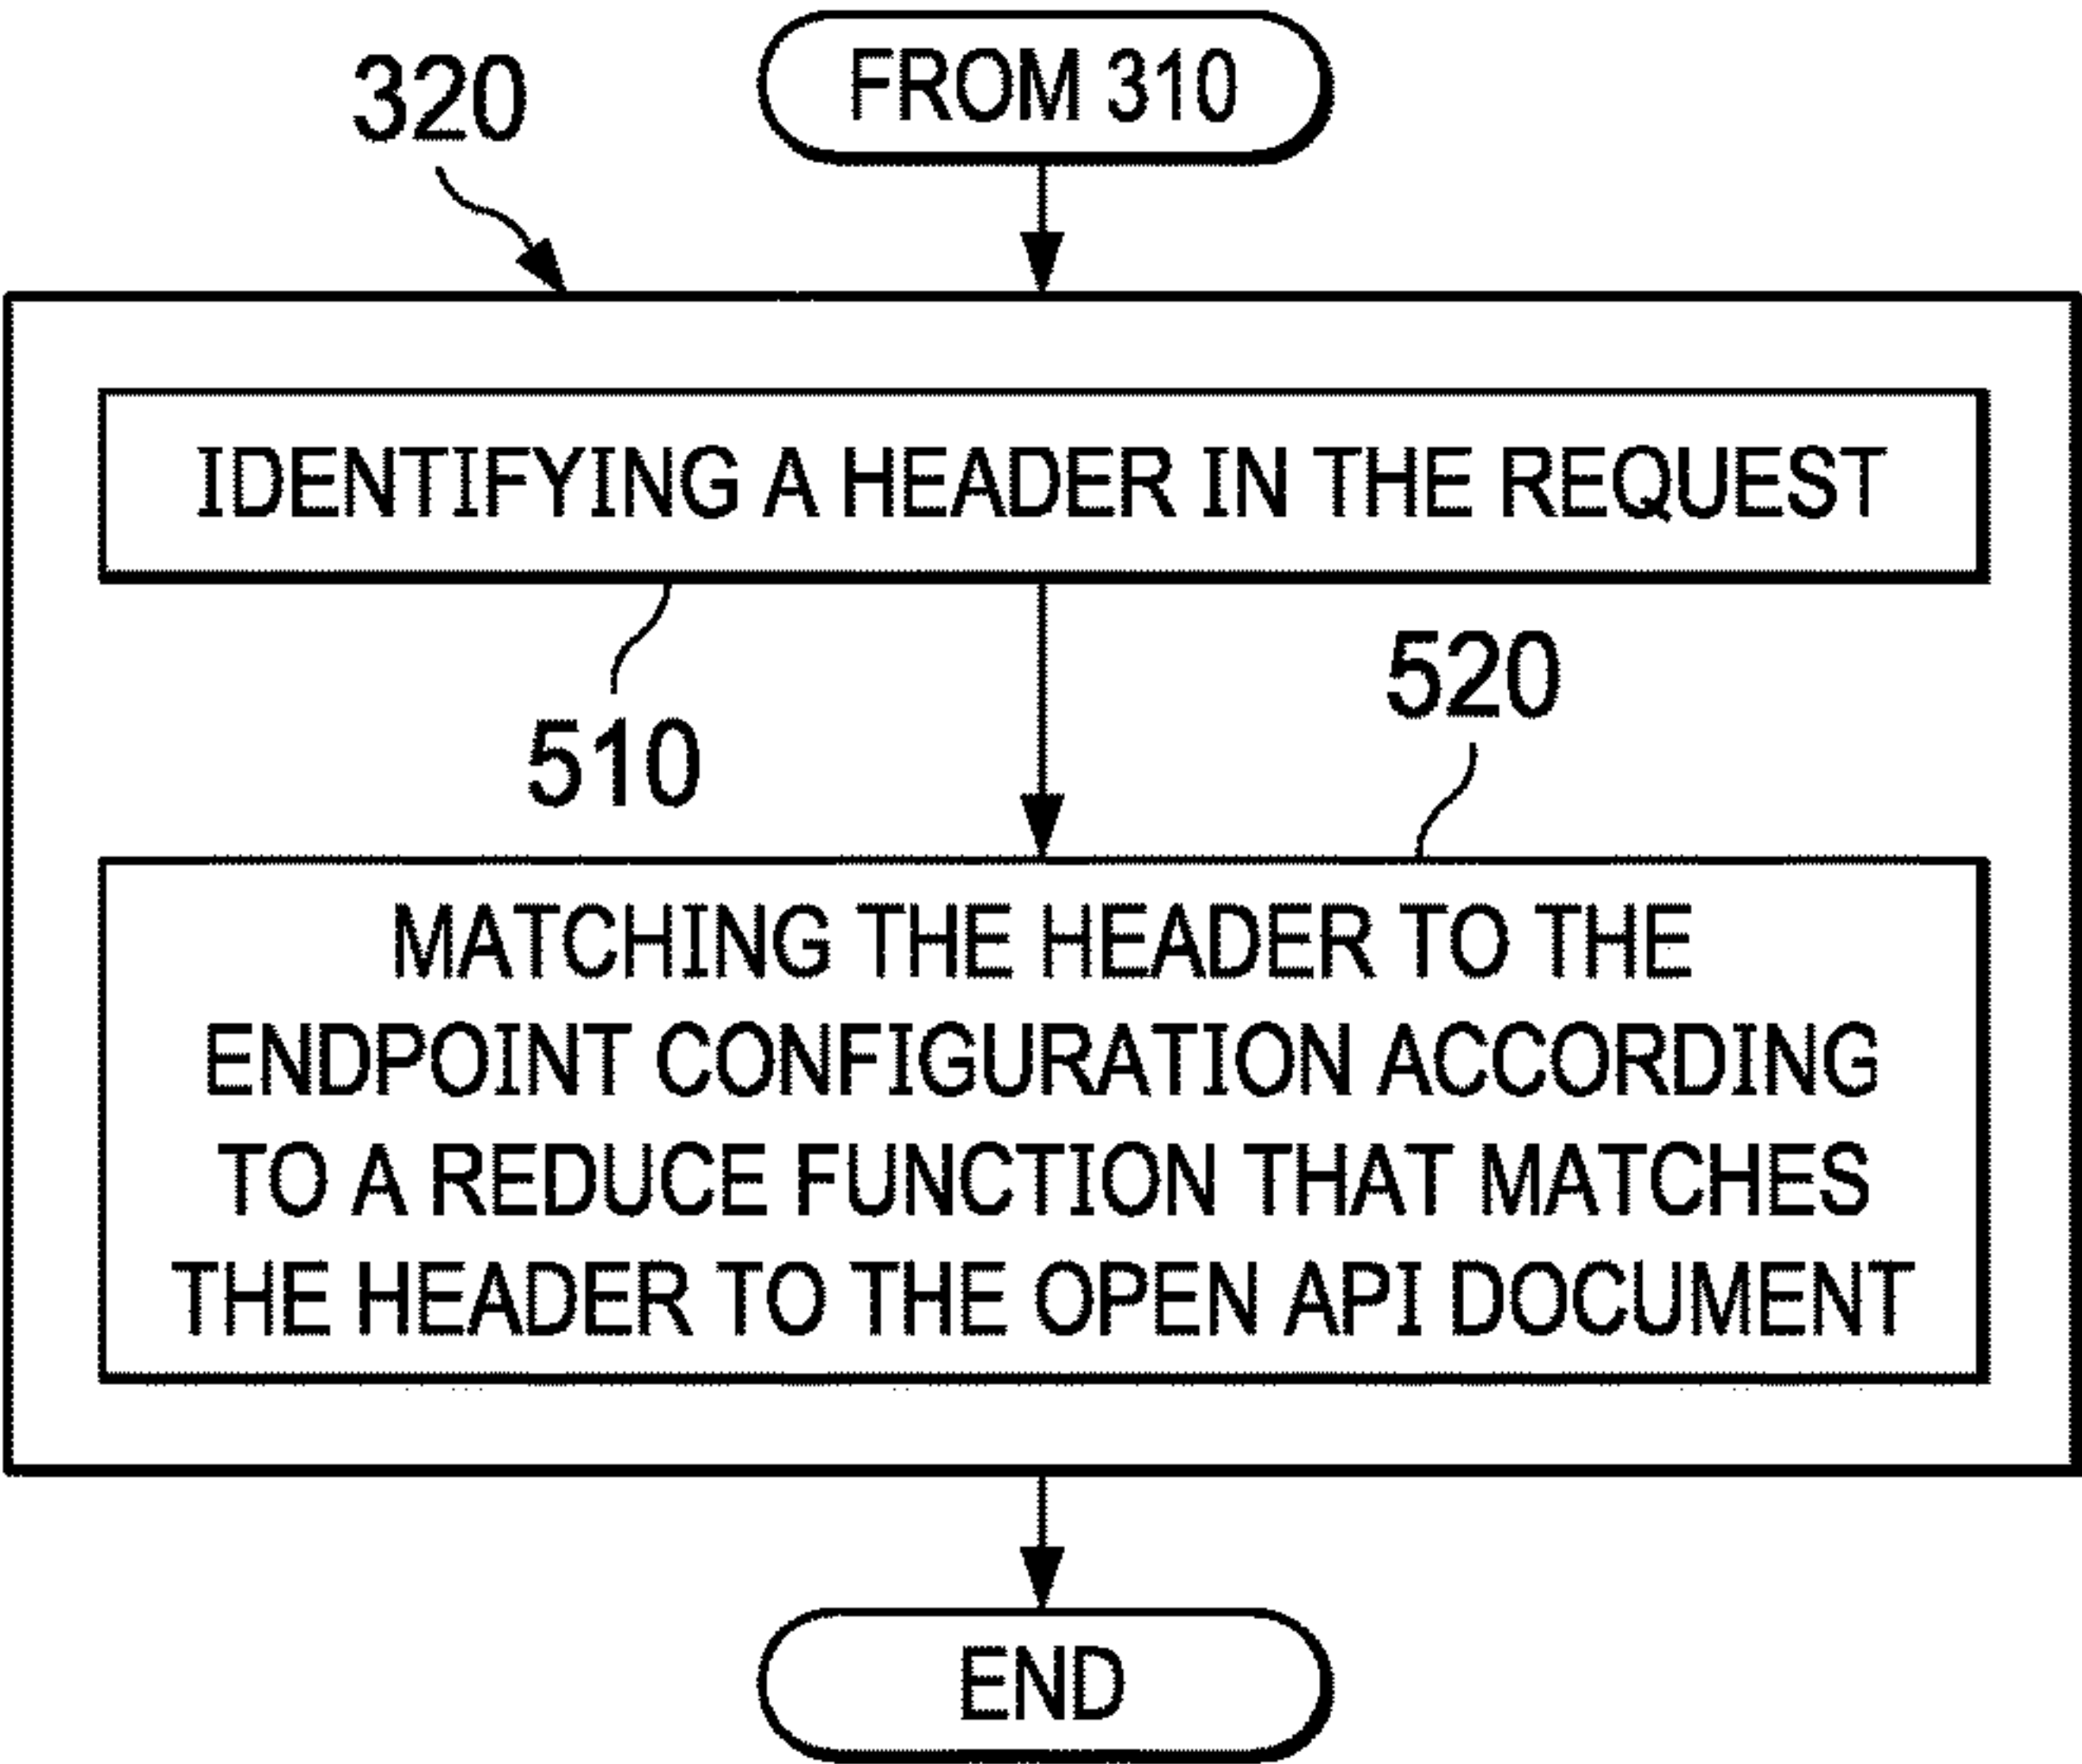 FROM 310
320
IDENTIFYING A HEADER IN THE REQUEST
510
520
MATCHING THE HEADER TO THE
ENDPOINT CONFIGURATION ACCORDING
TO A REDUCE FUNCTION THAT MATCHES
THE HEADER TO THE OPEN API DOCUMENT
END